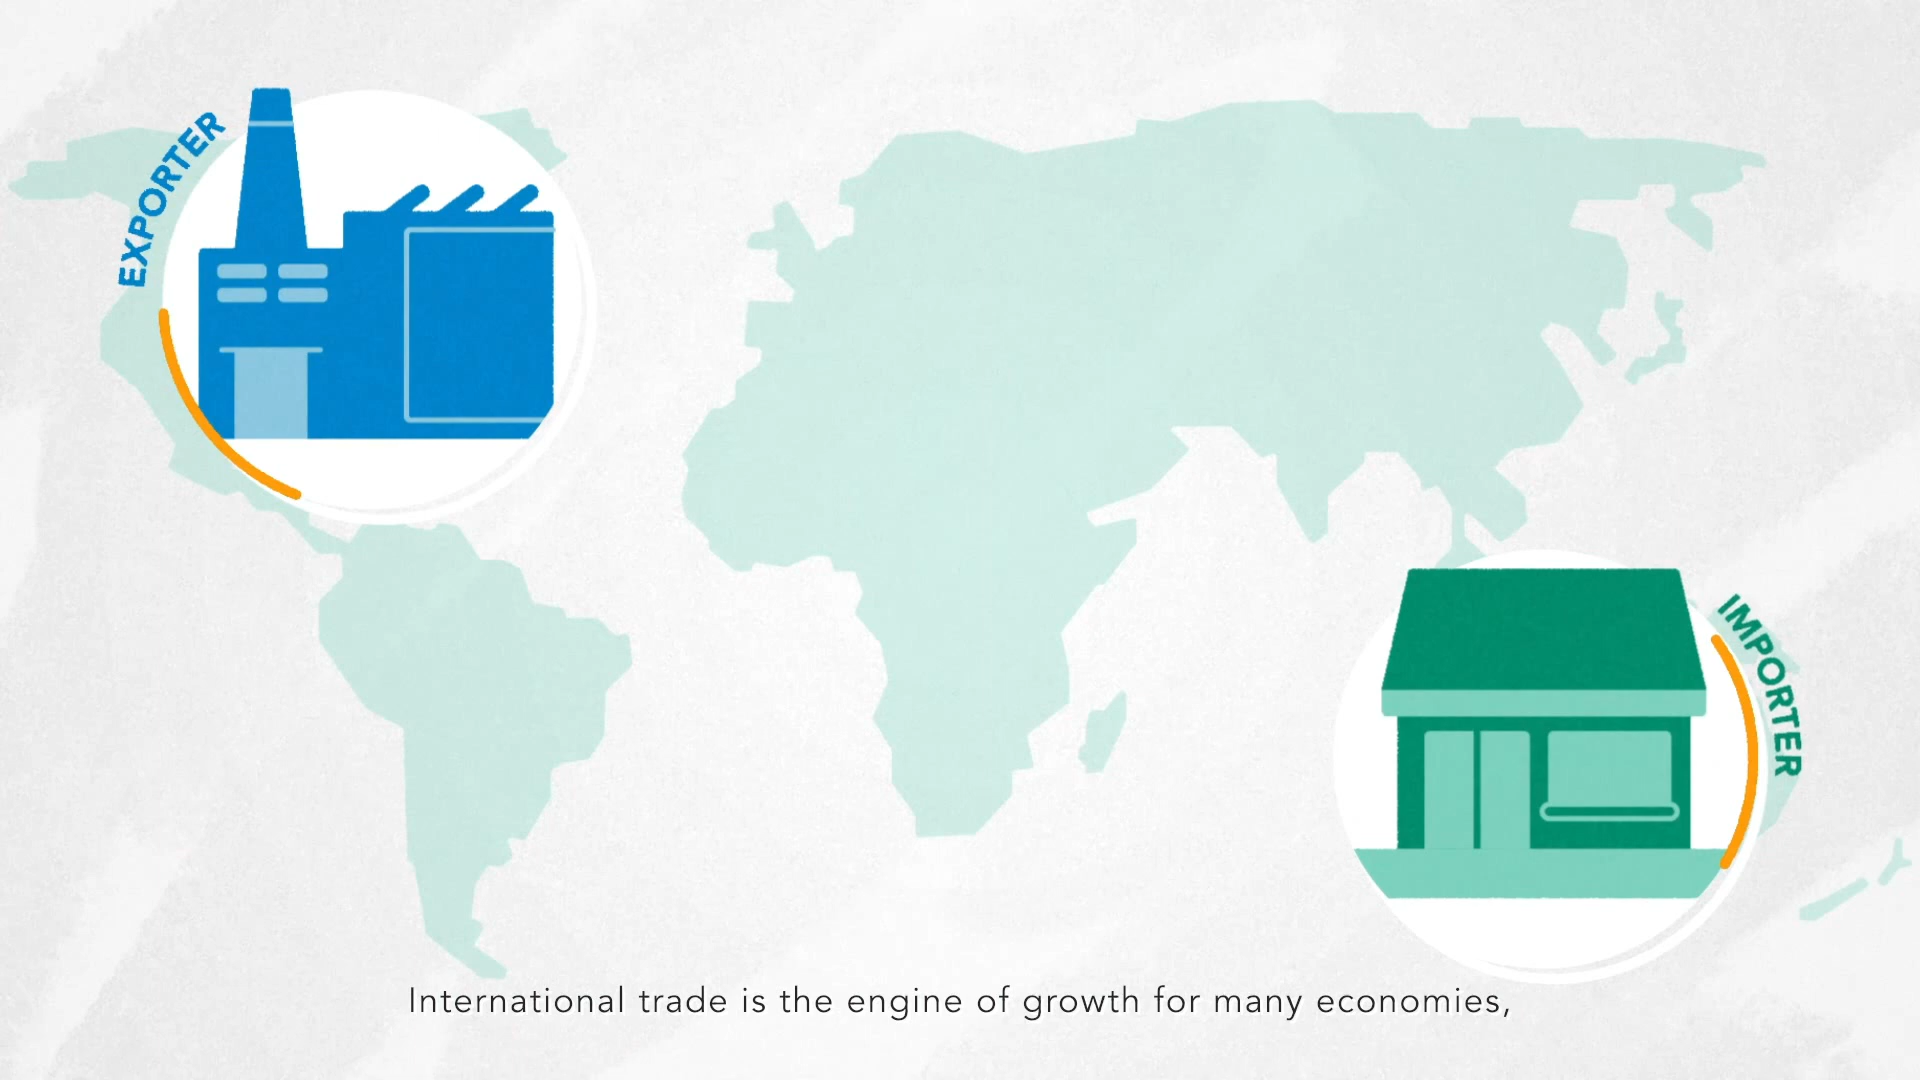 EXPORTER
IMPORTER
International trade is the engine of growth for many economies,